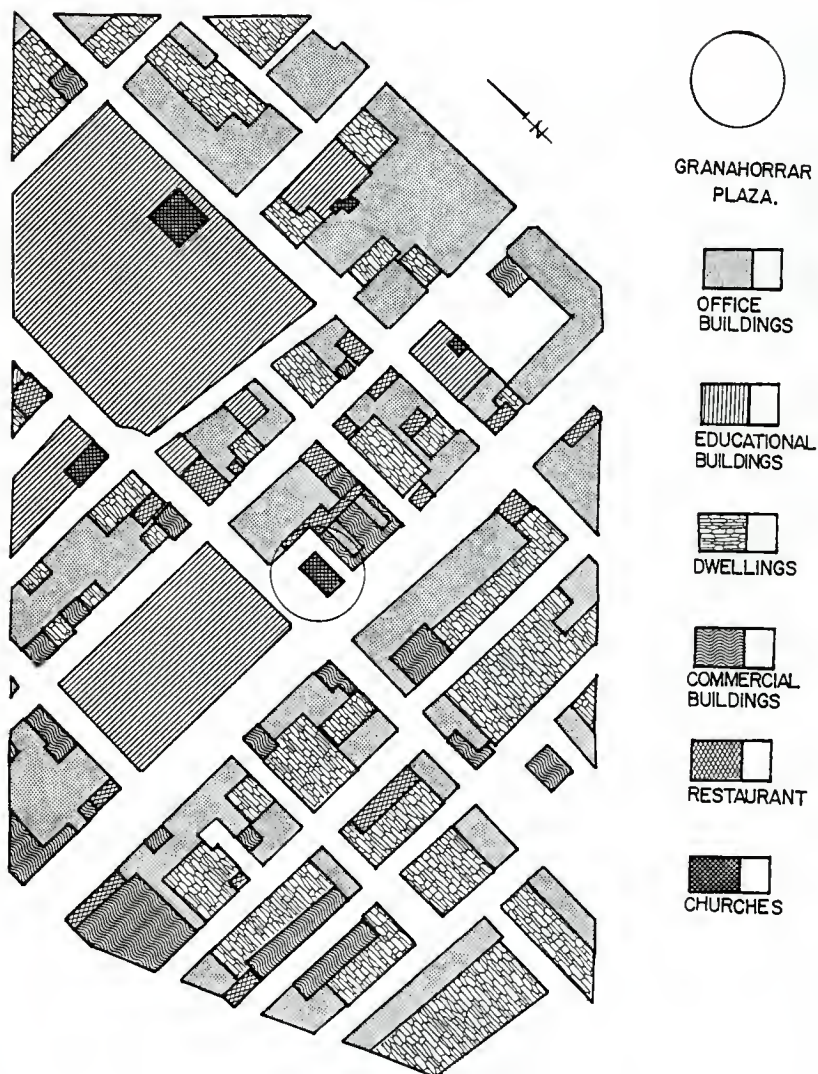 N
GRANAHORRAR
PLAZA.
OFFICE
BUILDINGS
EDUCATIONAL
BUILDINGS
DWELLINGS
COMMERCIAL
BUILDINGS
RESTAURANT
CHURCHES